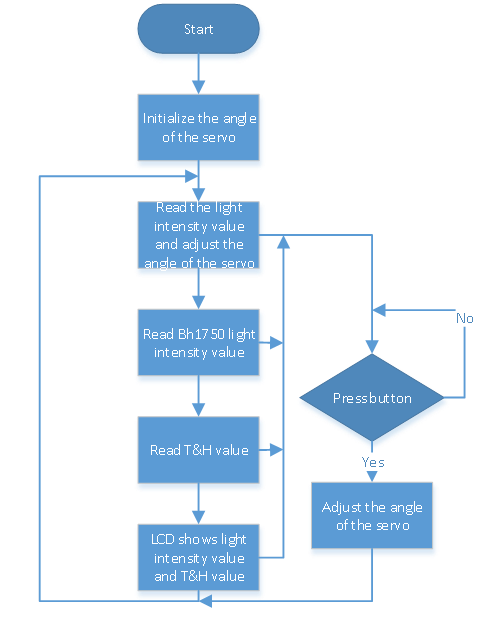 Start
Initialize the angle
of the servo
Read the light
intensity value
and adjust the
angle of the servo
Read Bh1750 light
intensity value
No
Pressbutton
Read T&H value
Yes
Adjust the angle
of the servo
LCD shows light
intensity value
and T&H value